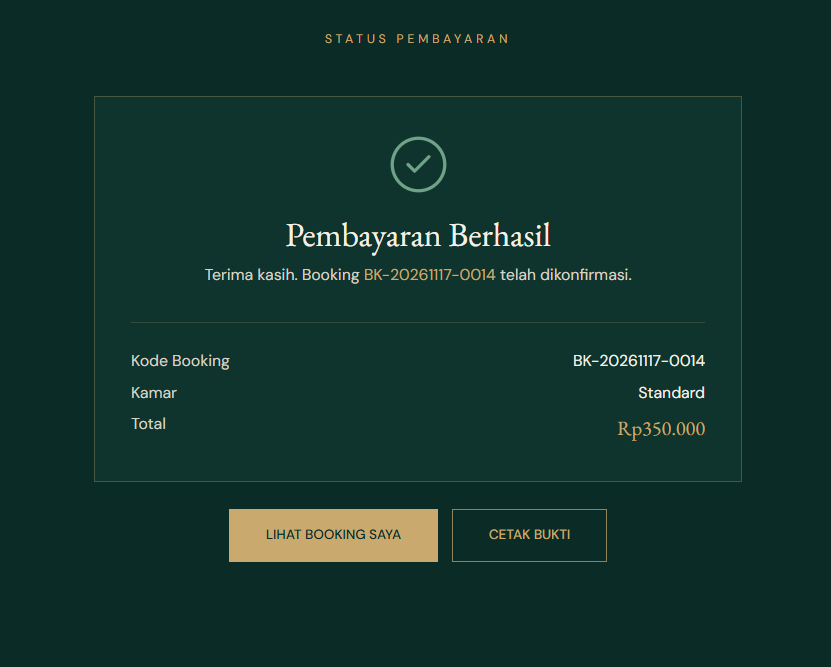 STATUS PEMBAYARAN
Pembayaran Berhasil
Terima kasih. Booking BK-20261117-0014 telah dikonfirmasi.
Kode Booking BK-20261117-0014
Kamar Standard
Total Rp350.000
LIHAT BOOKING SAYA CETAK BUKTI